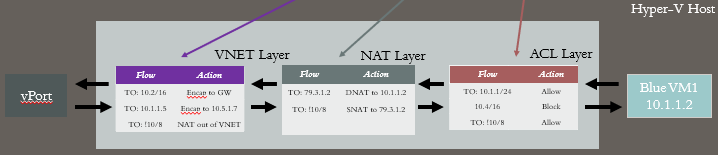 Hyper-V Host
VNET Layer
NAT Layer
ACL Layer
vPort
Flow Action
TO: 10.2/16 Encap to GW
TO: 10.1.1.5 Encap to 10.5.1.7
TO: !10/8 NAT out of VNET
Flow Action
TO: 79.3.1.2 DNAT to 10.1.1.2
TO: !10/8 SNAT to 79.3.1.2
Flow Action
TO: 10.1.1/24 Allow
10.4/16 Block
TO: !10/8 Allow
Blue VM1
10.1.1.2